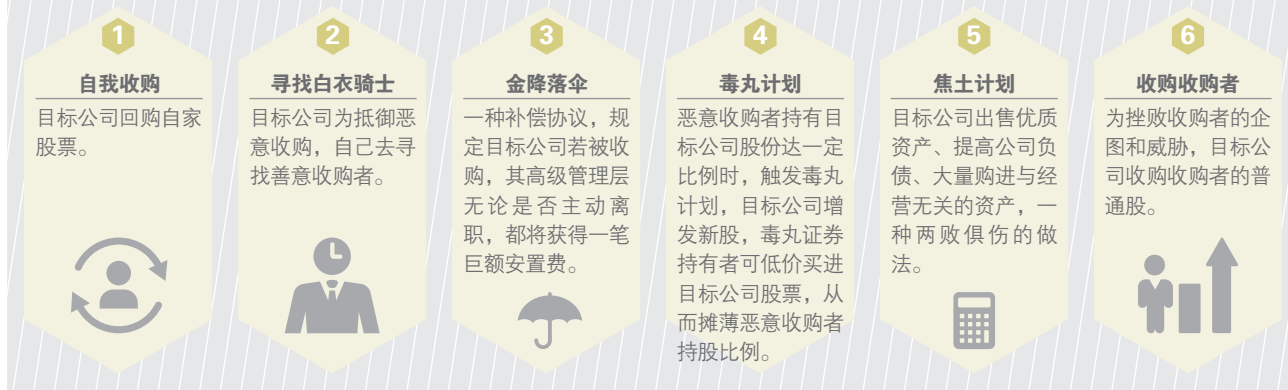 1
自我收购
目标公司回购自家
股票。
2
寻找白衣骑士
目标公司为抵御恶
意收购，自己去寻
找善意收购者。
3
金降落伞
一种补偿协议，规
定目标公司若被收
购，其高级管理层
无论是否主动离
职，都将获得一笔
巨额安置费。
4
毒丸计划
恶意收购者持有目
标公司股份达一定
比例时，触发毒丸
计划，目标公司增
发新股，毒丸证券
持有者可低价买进
目标公司股票，从
而摊薄恶意收购者
持股比例。
5
焦土计划
目标公司出售优质
资产、提高公司负
债、大量购进与经
营无关的资产，一
种两败俱伤的做
法。
6
收购收购者
为挫败收购者的企
图和威胁，目标公
司收购收购者的普
通股。